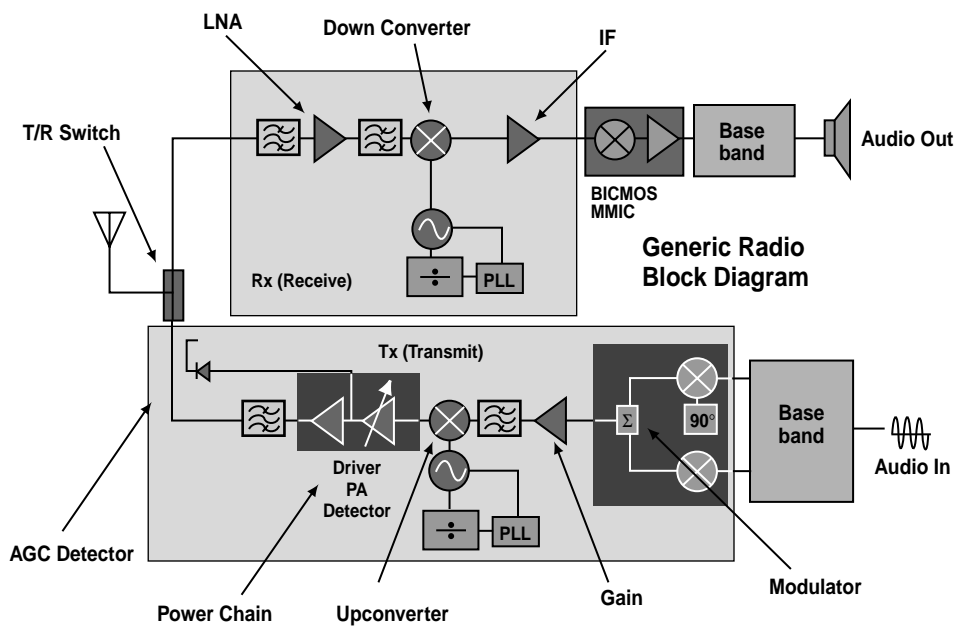 LNA
Down Converter
IF
T/R Switch
Base
band
Audio Out
BICMOS
MMIC
Generic Radio
Block Diagram
Rx (Receive)
÷
PLL
Tx (Transmit)
Σ
90°
Base
band
Audio In
Driver
PA
Detector
÷
PLL
AGC Detector
Power Chain
Upconverter
Gain
Modulator